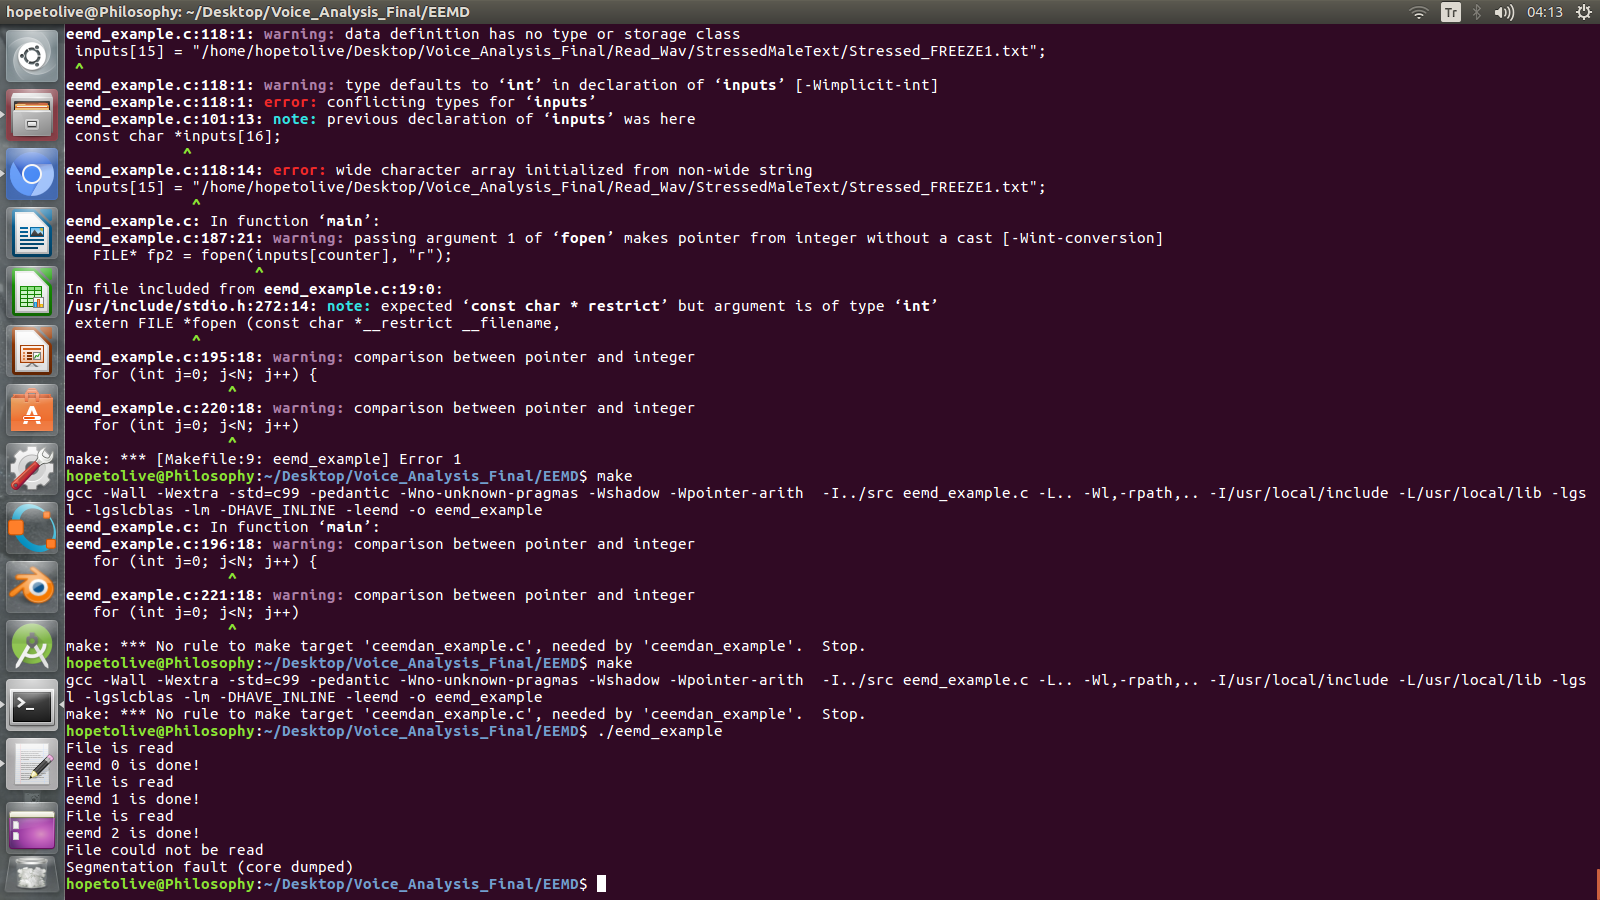 hopetolive@Philosophy: ~/Desktop/Voice_Analysis_Final/EEMD
Tr
04:13
eemd_example.c:118:1: warning: data definition has no type or storage class
 inputs[15] = "/home/hopetolive/Desktop/Voice_Analysis_Final/Read_Wav/StressedMaleText/Stressed_FREEZE1.txt";
 ^
eemd_example.c:118:1: warning: type defaults to ‘int’ in declaration of ‘inputs’ [-Wimplicit-int]
eemd_example.c:118:1: error: conflicting types for ‘inputs’
eemd_example.c:101:13: note: previous declaration of ‘inputs’ was here
 const char *inputs[16];
             ^
eemd_example.c:118:14: error: wide character array initialized from non-wide string
 inputs[15] = "/home/hopetolive/Desktop/Voice_Analysis_Final/Read_Wav/StressedMaleText/Stressed_FREEZE1.txt";
              ^
eemd_example.c: In function ‘main’:
eemd_example.c:187:21: warning: passing argument 1 of ‘fopen’ makes pointer from integer without a cast [-Wint-conversion]
   FILE* fp2 = fopen(inputs[counter], "r");
                     ^
In file included from eemd_example.c:19:0:
/usr/include/stdio.h:272:14: note: expected ‘const char * restrict’ but argument is of type ‘int’
 extern FILE *fopen (const char *__restrict __filename,
              ^
eemd_example.c:195:18: warning: comparison between pointer and integer
   for (int j=0; j<N; j++) {
                  ^
eemd_example.c:220:18: warning: comparison between pointer and integer
   for (int j=0; j<N; j++)
                  ^
make: *** [Makefile:9: eemd_example] Error 1
hopetolive@Philosophy:~/Desktop/Voice_Analysis_Final/EEMD$ make
gcc -Wall -Wextra -std=c99 -pedantic -Wno-unknown-pragmas -Wshadow -Wpointer-arith  -I../src eemd_example.c -L.. -Wl,-rpath,.. -I/usr/local/include -L/usr/local/lib -lgs
l -lgslcblas -lm -DHAVE_INLINE -leemd -o eemd_example
eemd_example.c: In function ‘main’:
eemd_example.c:196:18: warning: comparison between pointer and integer
   for (int j=0; j<N; j++) {
                  ^
eemd_example.c:221:18: warning: comparison between pointer and integer
   for (int j=0; j<N; j++)
                  ^
make: *** No rule to make target 'ceemdan_example.c', needed by 'ceemdan_example'.  Stop.
hopetolive@Philosophy:~/Desktop/Voice_Analysis_Final/EEMD$ make
gcc -Wall -Wextra -std=c99 -pedantic -Wno-unknown-pragmas -Wshadow -Wpointer-arith  -I../src eemd_example.c -L.. -Wl,-rpath,.. -I/usr/local/include -L/usr/local/lib -lgs
l -lgslcblas -lm -DHAVE_INLINE -leemd -o eemd_example
make: *** No rule to make target 'ceemdan_example.c', needed by 'ceemdan_example'.  Stop.
hopetolive@Philosophy:~/Desktop/Voice_Analysis_Final/EEMD$ ./eemd_example
File is read
eemd 0 is done!
File is read
eemd 1 is done!
File is read
eemd 2 is done!
File could not be read
Segmentation fault (core dumped)
hopetolive@Philosophy:~/Desktop/Voice_Analysis_Final/EEMD$